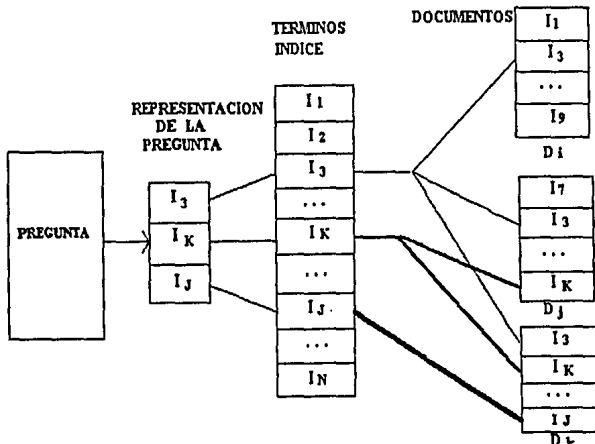 TERMINOS
INDICE
DOCUMENTOS
REPRESENTACION
DE LA
PREGUNTA
PREGUNTA
I3
IK
IJ
I1
I2
I3
...
IK
...
IJ
...
IN
I1
I3
...
I9
Di
I7
I3
...
IK
Dj
I3
IK
...
IJ